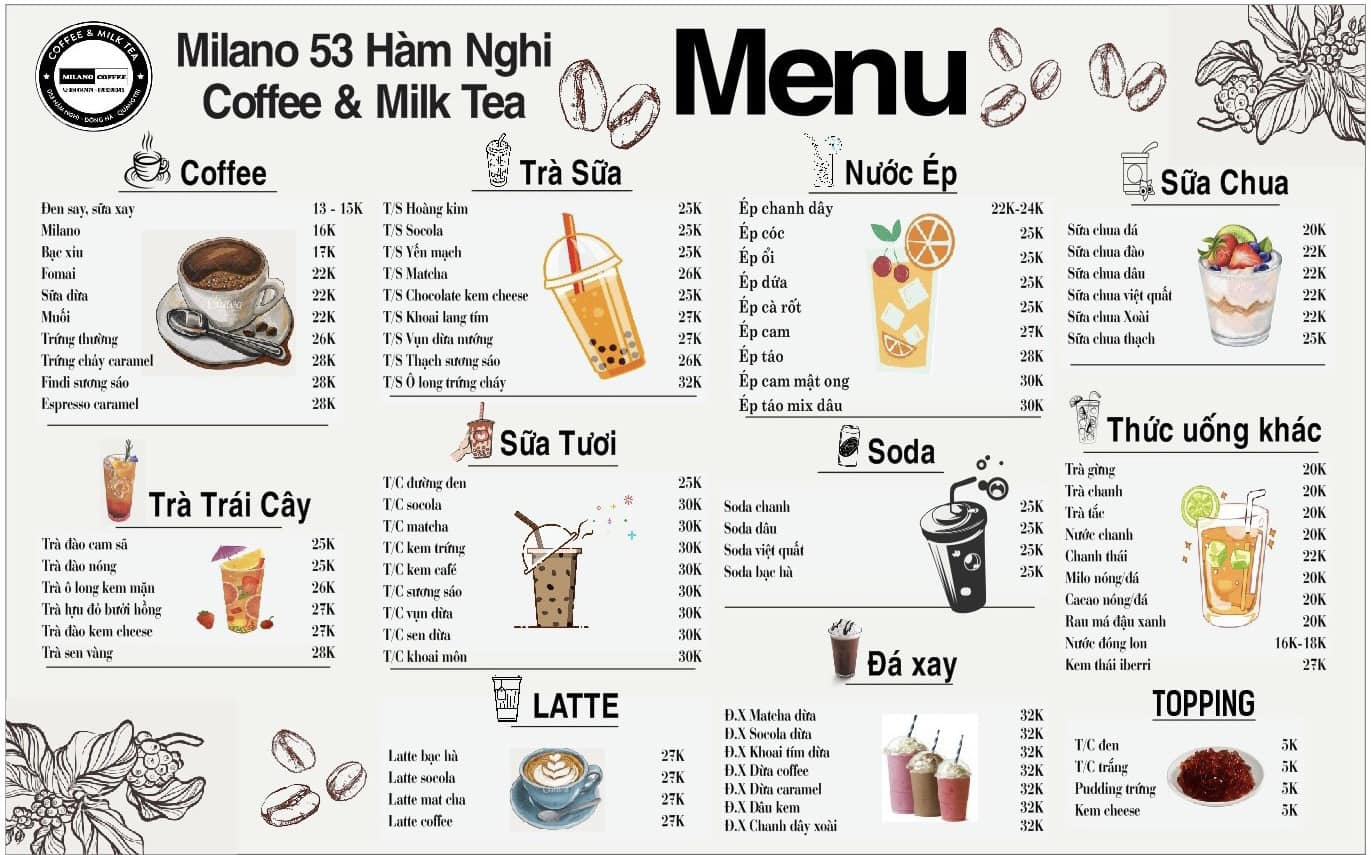 COFFEE & MILK TEA
MILANO COFFEE
Milano 53 Hàm Nghi
Coffee & Milk Tea
Menu
Coffee
Đen say, sữa xay 13 - 15K
Milano 16K
Bạc xỉu 17K
Fomai 22K
Sữa dừa 22K
Muối 22K
Trứng thường 26K
Trứng chảy caramel 28K
Findi sương sáo 28K
Espresso caramel 28K
Trà Trái Cây
Trà đào cam sả 25K
Trà đào nóng 25K
Trà ô long kem mặn 26K
Trà lựu đỏ bưởi hồng 27K
Trà đào kem cheese 27K
Trà sen vàng 28K
Trà Sữa
T/S Hoàng kim 25K
T/S Socola 25K
T/S Yến mạch 25K
T/S Matcha 26K
T/S Chocolate kem cheese 25K
T/S Khoai lang tím 27K
T/S Vụn dừa nướng 27K
T/S Thạch sương sáo 26K
T/S Ô long trứng cháy 32K
Sữa Tươi
T/C đường đen 25K
T/C socola 30K
T/C matcha 30K
T/C kem trứng 30K
T/C kem café 30K
T/C sương sáo 30K
T/C vụn dừa 30K
T/C sen dừa 30K
T/C khoai môn 30K
LATTE
Latte bạc hà 27K
Latte socola 27K
Latte mat cha 27K
Latte coffee 27K
Nước Ép
Ép chanh dây 22K-24K
Ép cóc 25K
Ép ổi 25K
Ép dứa 25K
Ép cà rốt 25K
Ép cam 27K
Ép táo 28K
Ép cam mật ong 30K
Ép táo mix dâu 30K
Soda
Soda chanh 25K
Soda dâu 25K
Soda việt quất 25K
Soda bạc hà 25K
Đá xay
Đ.X Matcha dừa 32K
Đ.X Socola dừa 32K
Đ.X Khoai tím dừa 32K
Đ.X Dừa coffee 32K
Đ.X Dừa caramel 32K
Đ.X Dâu kem 32K
Đ.X Chanh dây xoài 32K
Sữa Chua
Sữa chua đá 20K
Sữa chua đào 22K
Sữa chua dâu 22K
Sữa chua việt quất 22K
Sữa chua Xoài 22K
Sữa chua thạch 25K
Thức uống khác
Trà gừng 20K
Trà chanh 20K
Trà tắc 20K
Nước chanh 20K
Chanh thái 22K
Milo nóng/đá 20K
Cacao nóng/đá 20K
Rau má đậu xanh 20K
Nước đóng lon 16K-18K
Kem thái iberri 27K
TOPPING
T/C đen 5K
T/C trắng 5K
Pudding trứng 5K
Kem cheese 5K